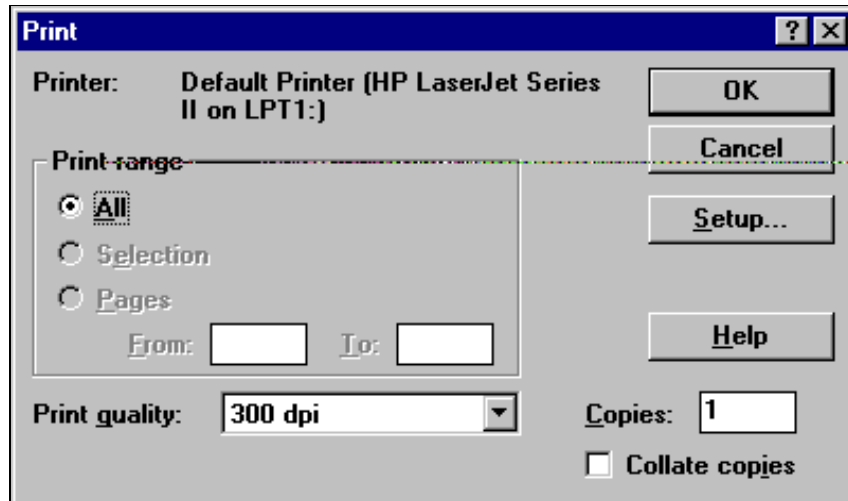 Print
Printer: Default Printer (HP LaserJet Series
II on LPT1:)
OK
Cancel
Print range
All
Setup...
Selection
Pages
From: To:
Help
Print quality: 300 dpi
Copies: 1
Collate copies